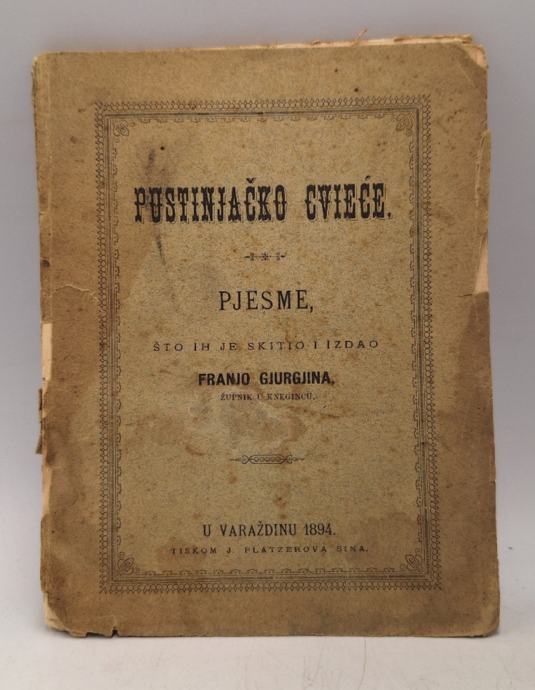 PUSTINJAČKO CVIEĆE.
PJESME,
ŠTO IH JE SKITIO I IZDAO
FRANJO GJURGJINA,
ŽUPNIK U KNEGINCU.
U VARAŽDINU 1894.
TISKOM J. PLATZEROVA SINA.